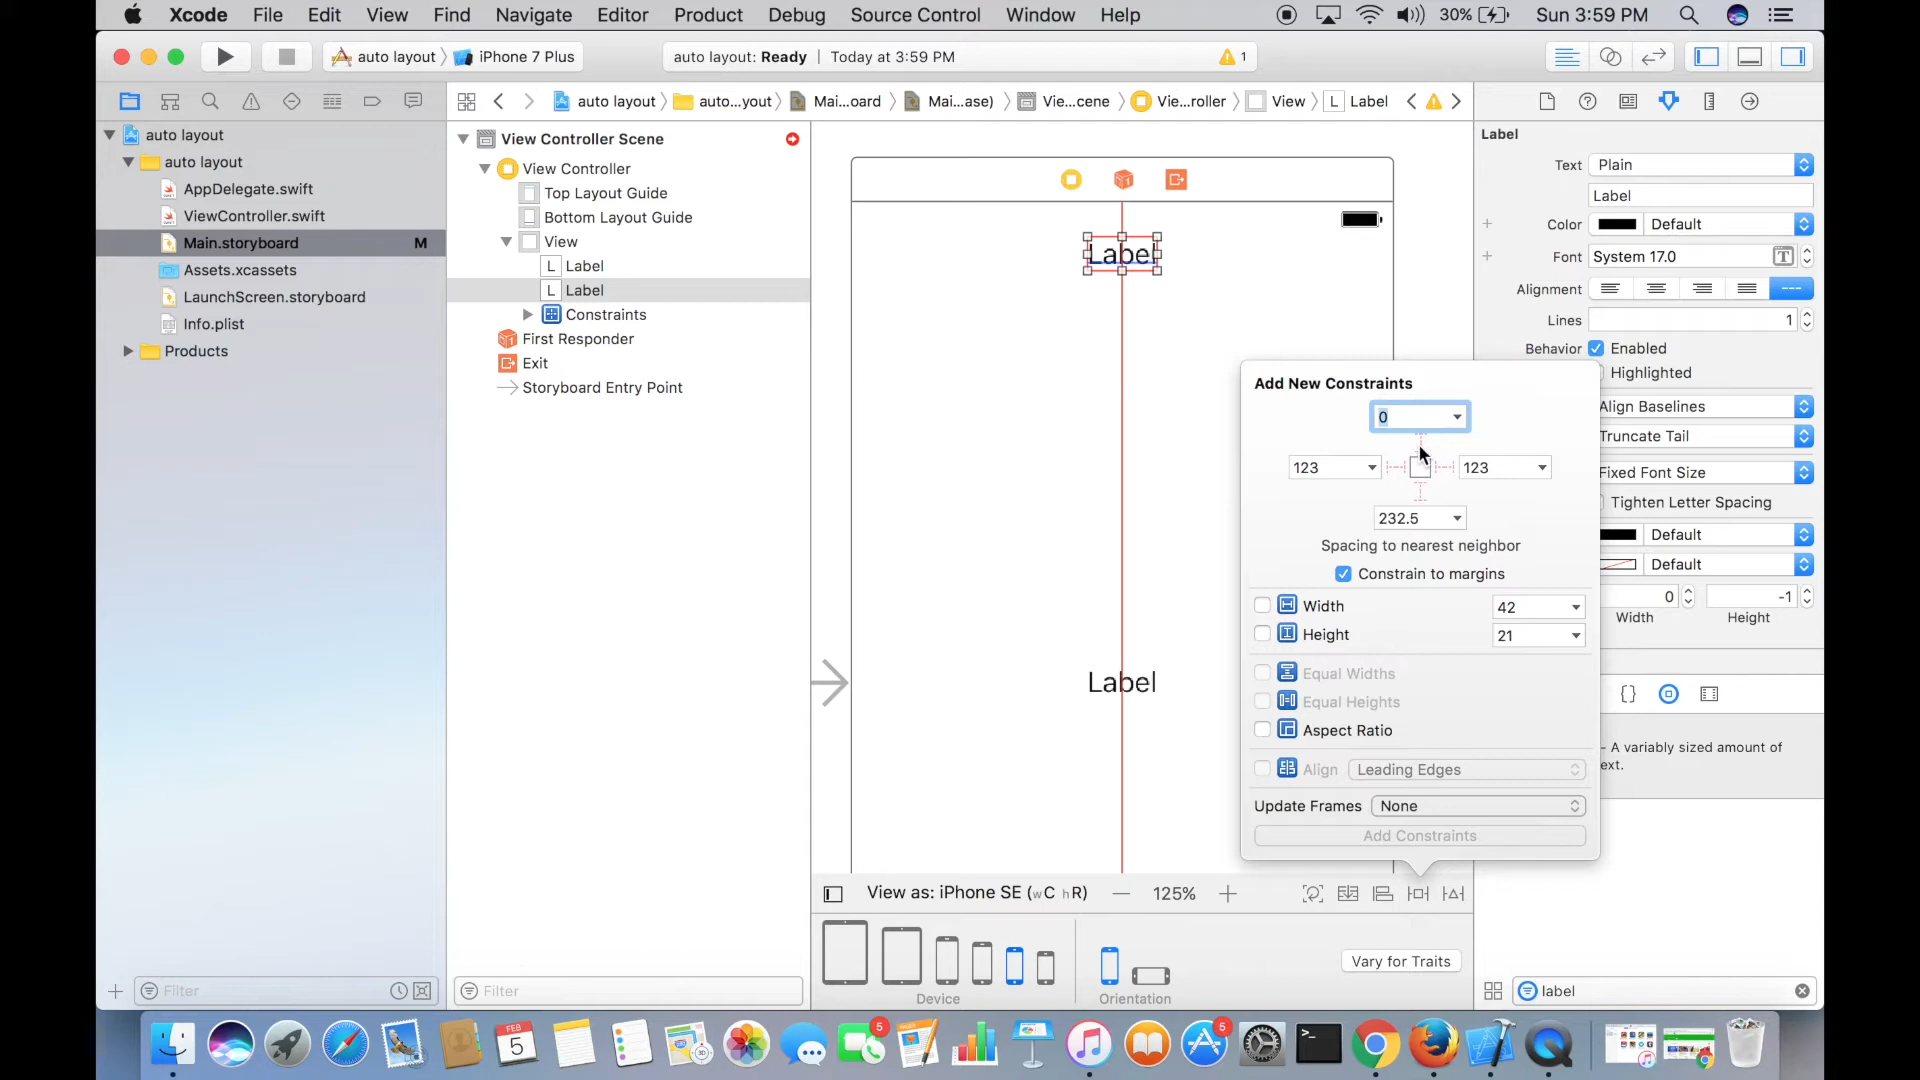 Xcode File Edit View Find Navigate Editor Product Debug Source Control Window Help 30% Sun 3:59 PM
auto layout iPhone 7 Plus auto layout: Ready | Today at 3:59 PM 1
auto layout auto...yout Mai...oard Mai...ase) Vie...cene Vie...roller View L Label
auto layout
auto layout
AppDelegate.swift
ViewController.swift
Main.storyboard M
Assets.xcassets
LaunchScreen.storyboard
Info.plist
Products
Filter
View Controller Scene
View Controller
Top Layout Guide
Bottom Layout Guide
View
L Label
L Label
Constraints
First Responder
Exit
Storyboard Entry Point
Filter
Label
Label
View as: iPhone SE (wC hR) — 125% +
Device
Orientation
Vary for Traits
Add New Constraints
0
123 123
232.5
Spacing to nearest neighbor
Constrain to margins
Width 42
Height 21
Equal Widths
Equal Heights
Aspect Ratio
Align Leading Edges
Update Frames None
Add Constraints
Label
Text Plain
Label
Color Default
Font System 17.0 T
Alignment
Lines 1
Behavior Enabled
Highlighted
Align Baselines
Truncate Tail
Fixed Font Size
Tighten Letter Spacing
Default
Default
0 -1
Width Height
{}
- A variably sized amount of
ext.
label
FEB
5
5
5